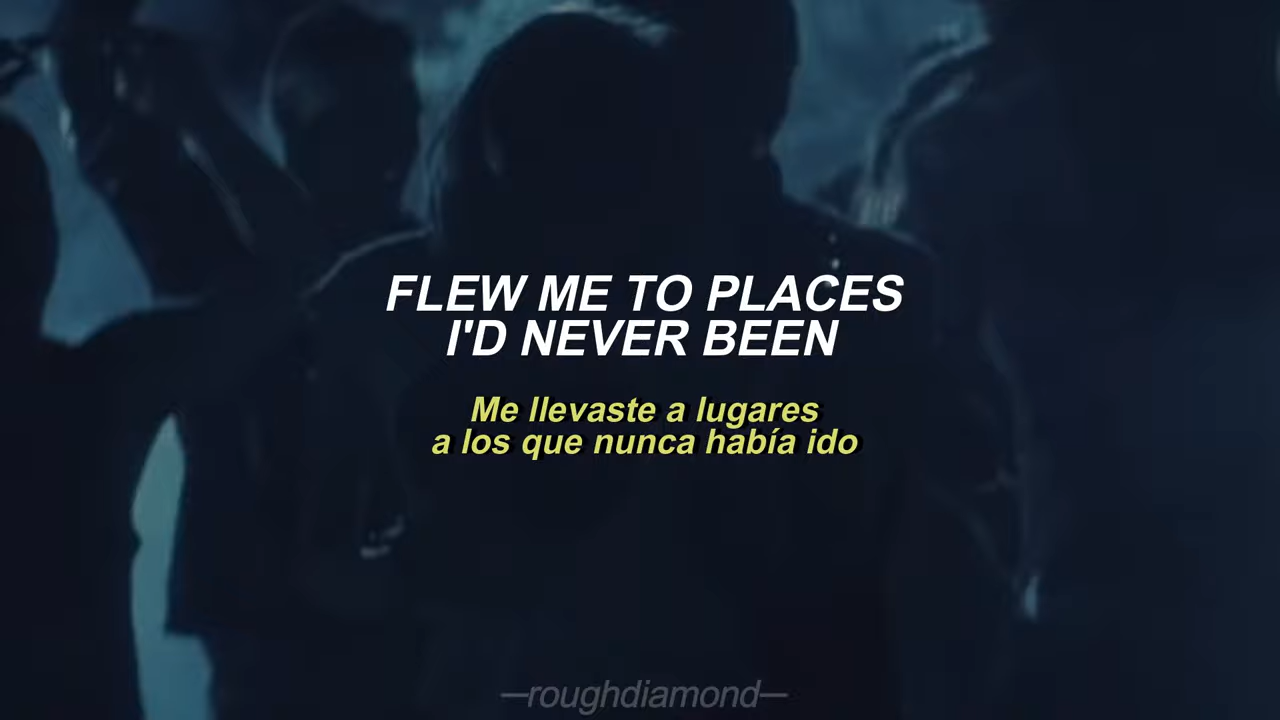 FLEW ME TO PLACES
I'D NEVER BEEN
Me llevaste a lugares
a los que nunca había ido
—roughdiamond—